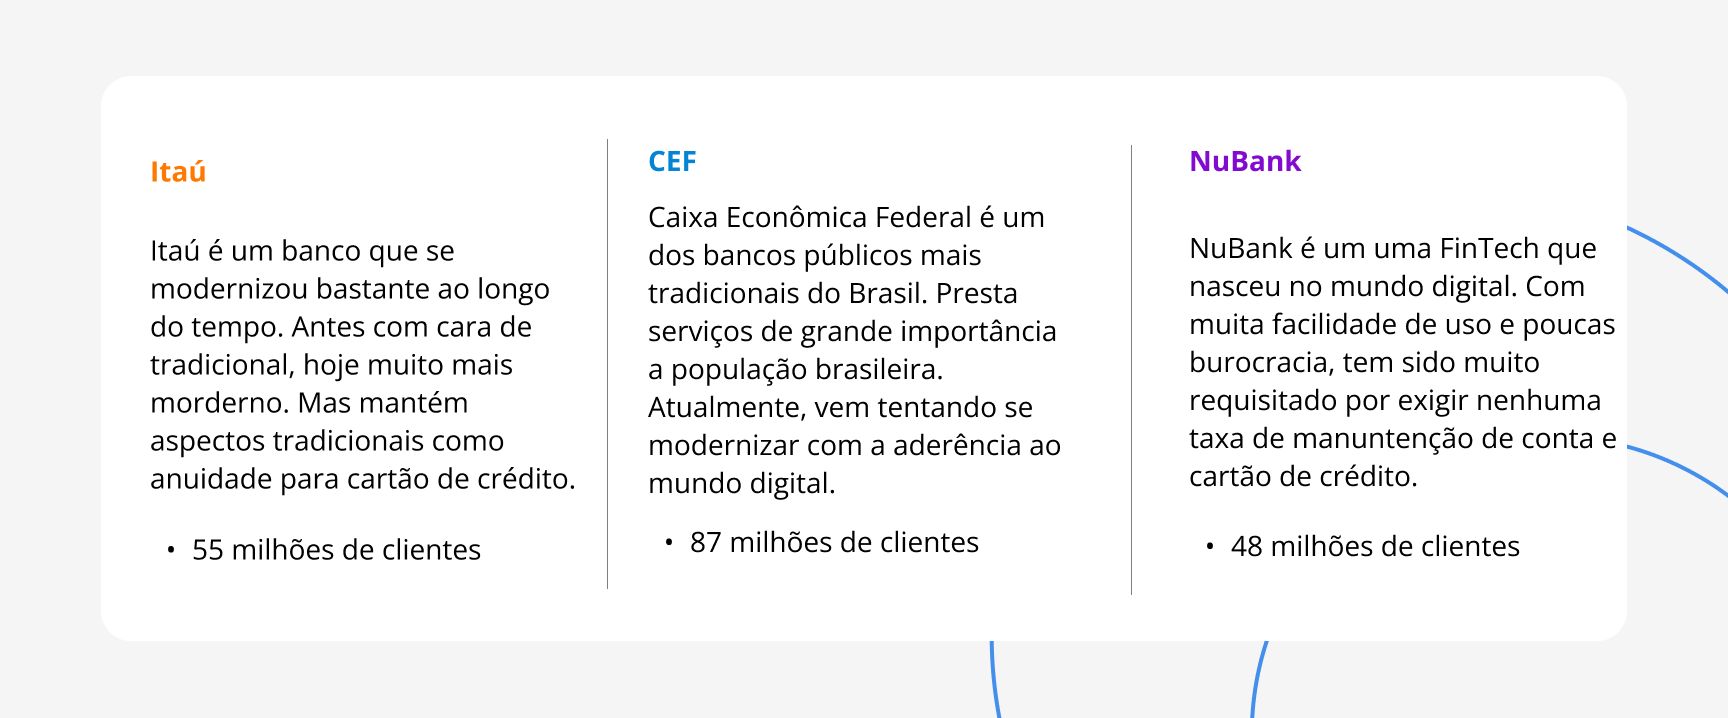 Itaú
Itaú é um banco que se
modernizou bastante ao longo
do tempo. Antes com cara de
tradicional, hoje muito mais
morderno. Mas mantém
aspectos tradicionais como
anuidade para cartão de crédito.
• 55 milhões de clientes
CEF
Caixa Econômica Federal é um
dos bancos públicos mais
tradicionais do Brasil. Presta
serviços de grande importância
a população brasileira.
Atualmente, vem tentando se
modernizar com a aderência ao
mundo digital.
• 87 milhões de clientes
NuBank
NuBank é um uma FinTech que
nasceu no mundo digital. Com
muita facilidade de uso e poucas
burocracia, tem sido muito
requisitado por exigir nenhuma
taxa de manuntenção de conta e
cartão de crédito.
• 48 milhões de clientes